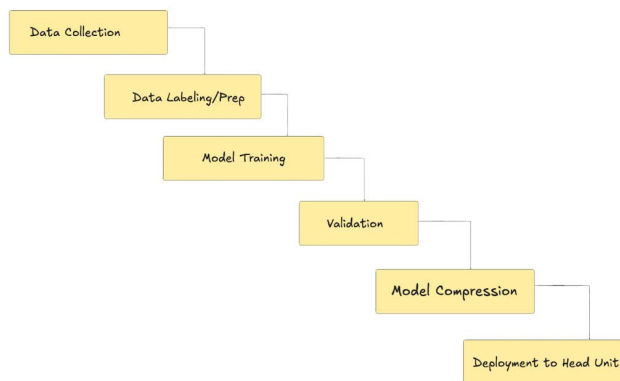 Data Collection
Data Labeling/Prep
Model Training
Validation
Model Compression
Deployment to Head Unit